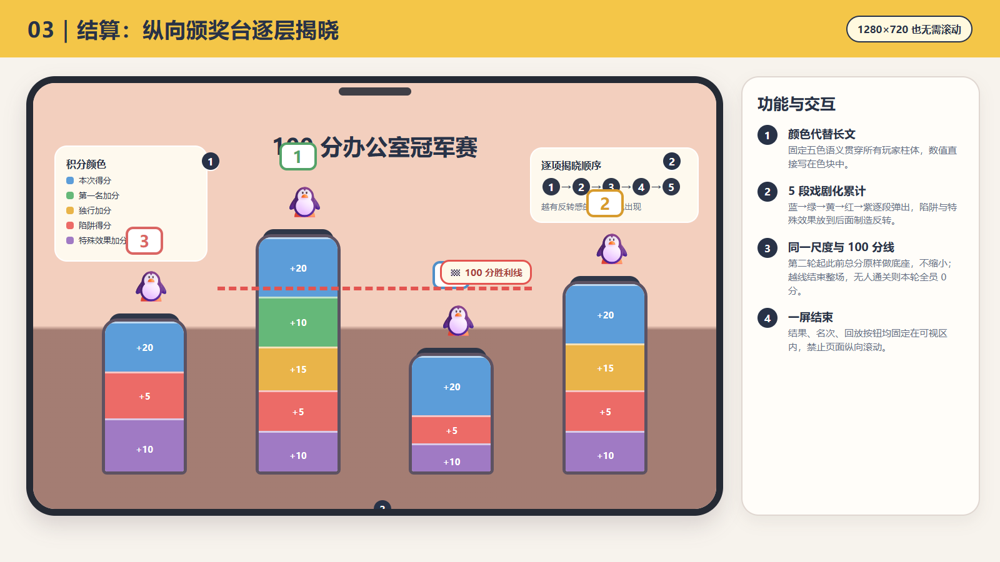 03 | 结算：纵向颁奖台逐层揭晓
1280×720 也无需滚动
100 分办公室冠军赛
1
积分颜色
1
本次得分
第一名加分
独行加分
陷阱得分
特殊效果加分
3
逐项揭晓顺序
2
1→2→3→4→5
越有反转感的
出现
2
100 分胜利线
+20
+5
+10
+20
+10
+15
+5
+10
+20
+5
+10
+20
+15
+5
+10
功能与交互
1
颜色代替长文
固定五色语义贯穿所有玩家柱体，数值直
接写在色块中。
2
5 段戏剧化累计
蓝→绿→黄→红→紫逐段弹出，陷阱与特
殊效果放到后面制造反转。
3
同一尺度与 100 分线
第二轮起此前总分原样做底座，不缩小；
越线结束整场，无人通关则本轮全员 0
分。
4
一屏结束
结果、名次、回放按钮均固定在可视区
内，禁止页面纵向滚动。